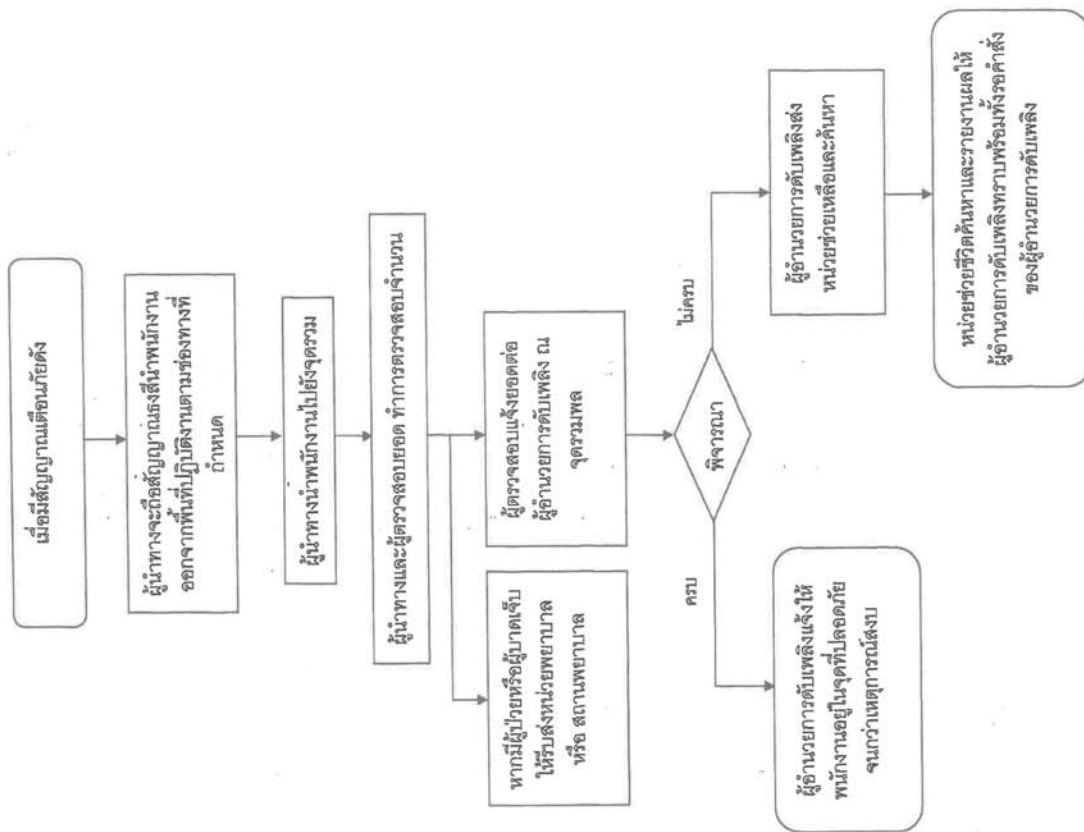 เมื่อมีสัญญาณเตือนภัยดัง
ผู้นำทางจะถือสัญญาณธงสีนำพนักงาน
ออกจากพื้นที่ปฏิบัติงานตามช่องทางที่
กำหนด
ผู้นำทางนำพนักงานไปยังจุดรวม
ผู้นำทางและผู้ตรวจสอบยอด ทำการตรวจสอบจำนวน
หากมีผู้ป่วยหรือผู้บาดเจ็บ
ให้รีบส่งหน่วยพยาบาล
หรือ สถานพยาบาล
ผู้ตรวจสอบแจ้งยอดต่อ
ผู้อำนวยการดับเพลิง ณ
จุดรวมพล
พิจารณา
ครบ
ไม่ครบ
ผู้อำนวยการดับเพลิงแจ้งให้
พนักงานอยู่ในจุดที่ปลอดภัย
จนกว่าเหตุการณ์สงบ
ผู้อำนวยการดับเพลิงส่ง
หน่วยช่วยเหลือและค้นหา
หน่วยช่วยชีวิตค้นหาและรายงานผลให้
ผู้อำนวยการดับเพลิงทราบพร้อมทั้งรอคำสั่ง
ของผู้อำนวยการดับเพลิง